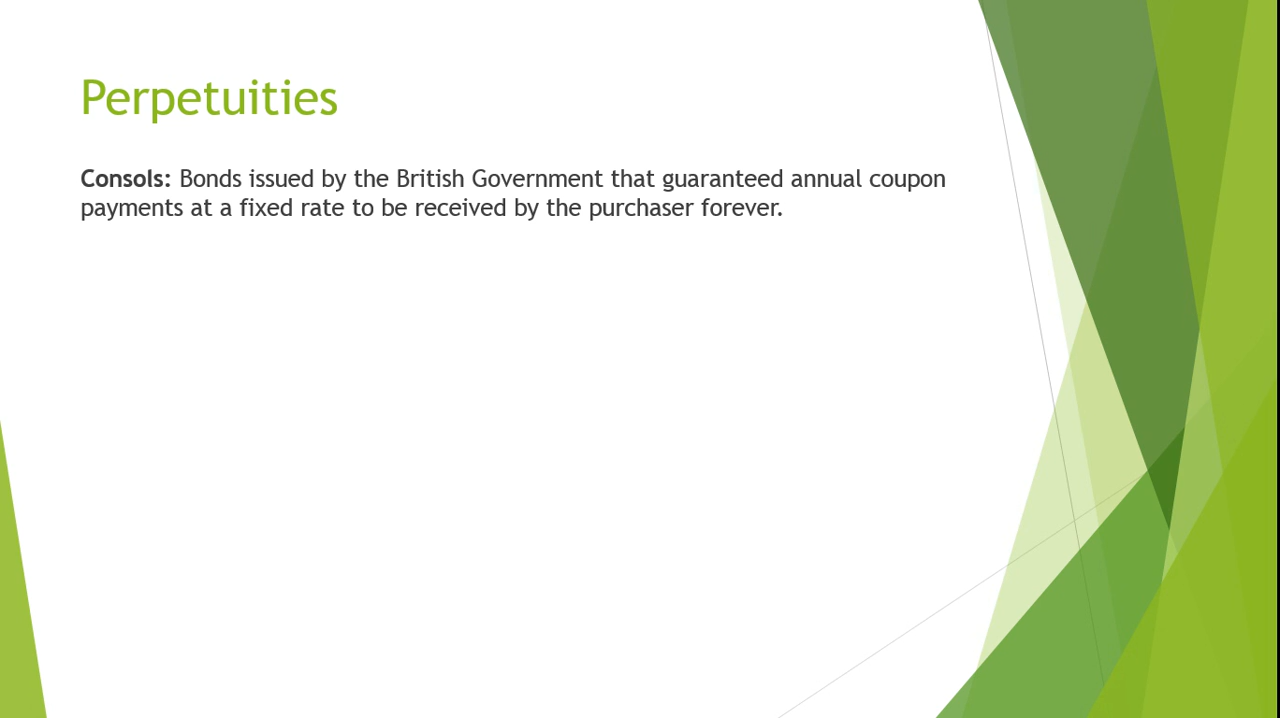 Perpetuities
Consols: Bonds issued by the British Government that guaranteed annual coupon
payments at a fixed rate to be received by the purchaser forever.